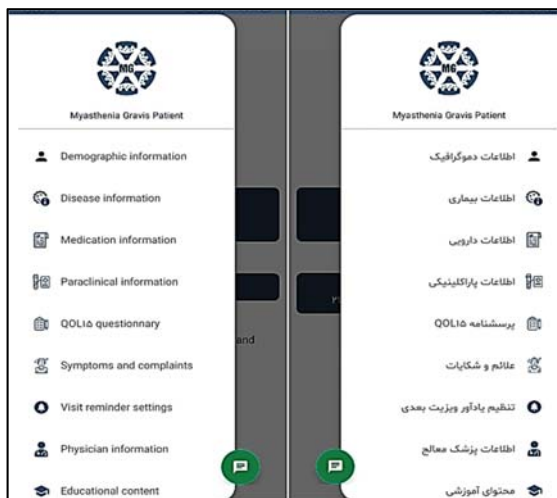 MG
Myasthenia Gravis Patient
Demographic information
Disease information
Medication information
Paraclinical information
QOL۱۵ questionnary
Symptoms and complaints
Visit reminder settings
Physician information
Educational content
and
MG
Myasthenia Gravis Patient
اطلاعات دموگرافیک
اطلاعات بیماری
اطلاعات دارویی
اطلاعات پاراکلینیکی
پرسشنامه QOL۱۵
علائم و شکایات
تنظیم یادآور ویزیت بعدی
اطلاعات پزشک معالج
محتوای آموزشی